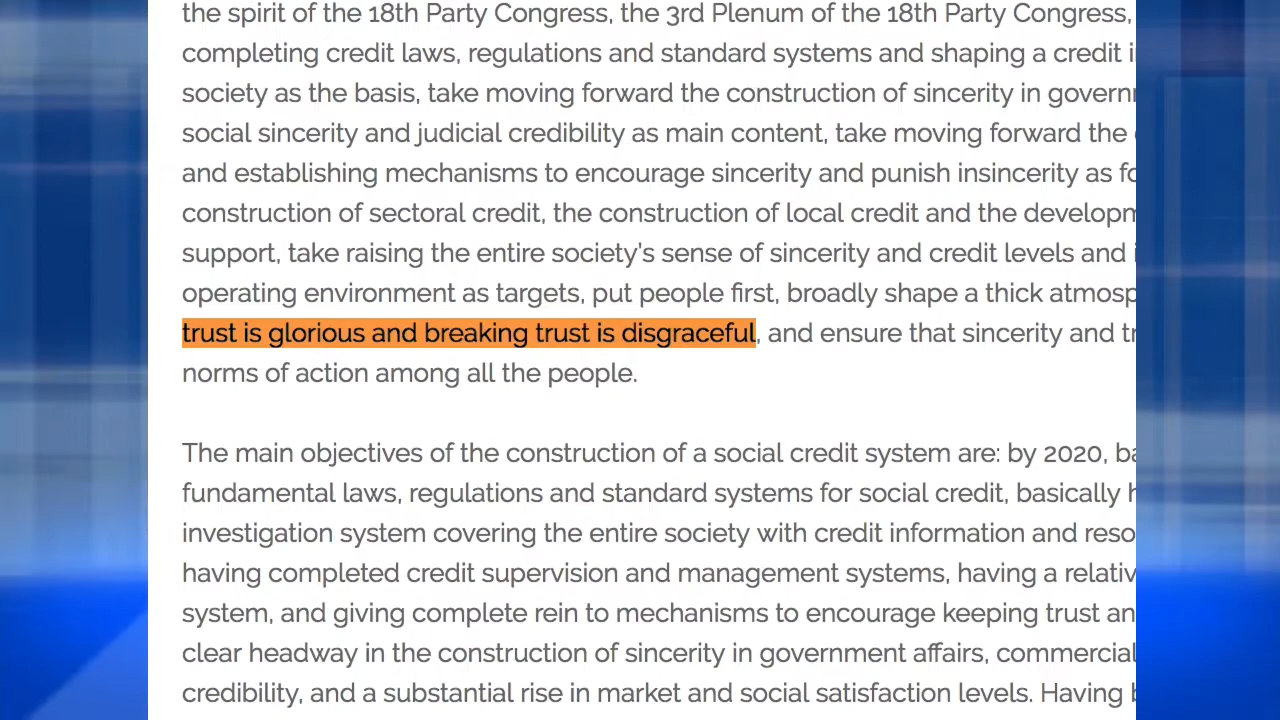 the spirit of the 18th Party Congress, the 3rd Plenum of the 18th Party Congress,
completing credit laws, regulations and standard systems and shaping a credit
society as the basis, take moving forward the construction of sincerity in
social sincerity and judicial credibility as main content, take moving forward the
and establishing mechanisms to encourage sincerity and punish insincerity as
construction of sectoral credit, the construction of local credit and the
support, take raising the entire society's sense of sincerity and credit levels and
operating environment as targets, put people first, broadly shape a thick
trust is glorious and breaking trust is disgraceful, and ensure that sincerity and
norms of action among all the people.
The main objectives of the construction of a social credit system are: by 2020,
fundamental laws, regulations and standard systems for social credit, basically
investigation system covering the entire society with credit information and
having completed credit supervision and management systems, having a
system, and giving complete rein to mechanisms to encourage keeping trust
clear headway in the construction of sincerity in government affairs, commercial
credibility, and a substantial rise in market and social satisfaction levels. Having